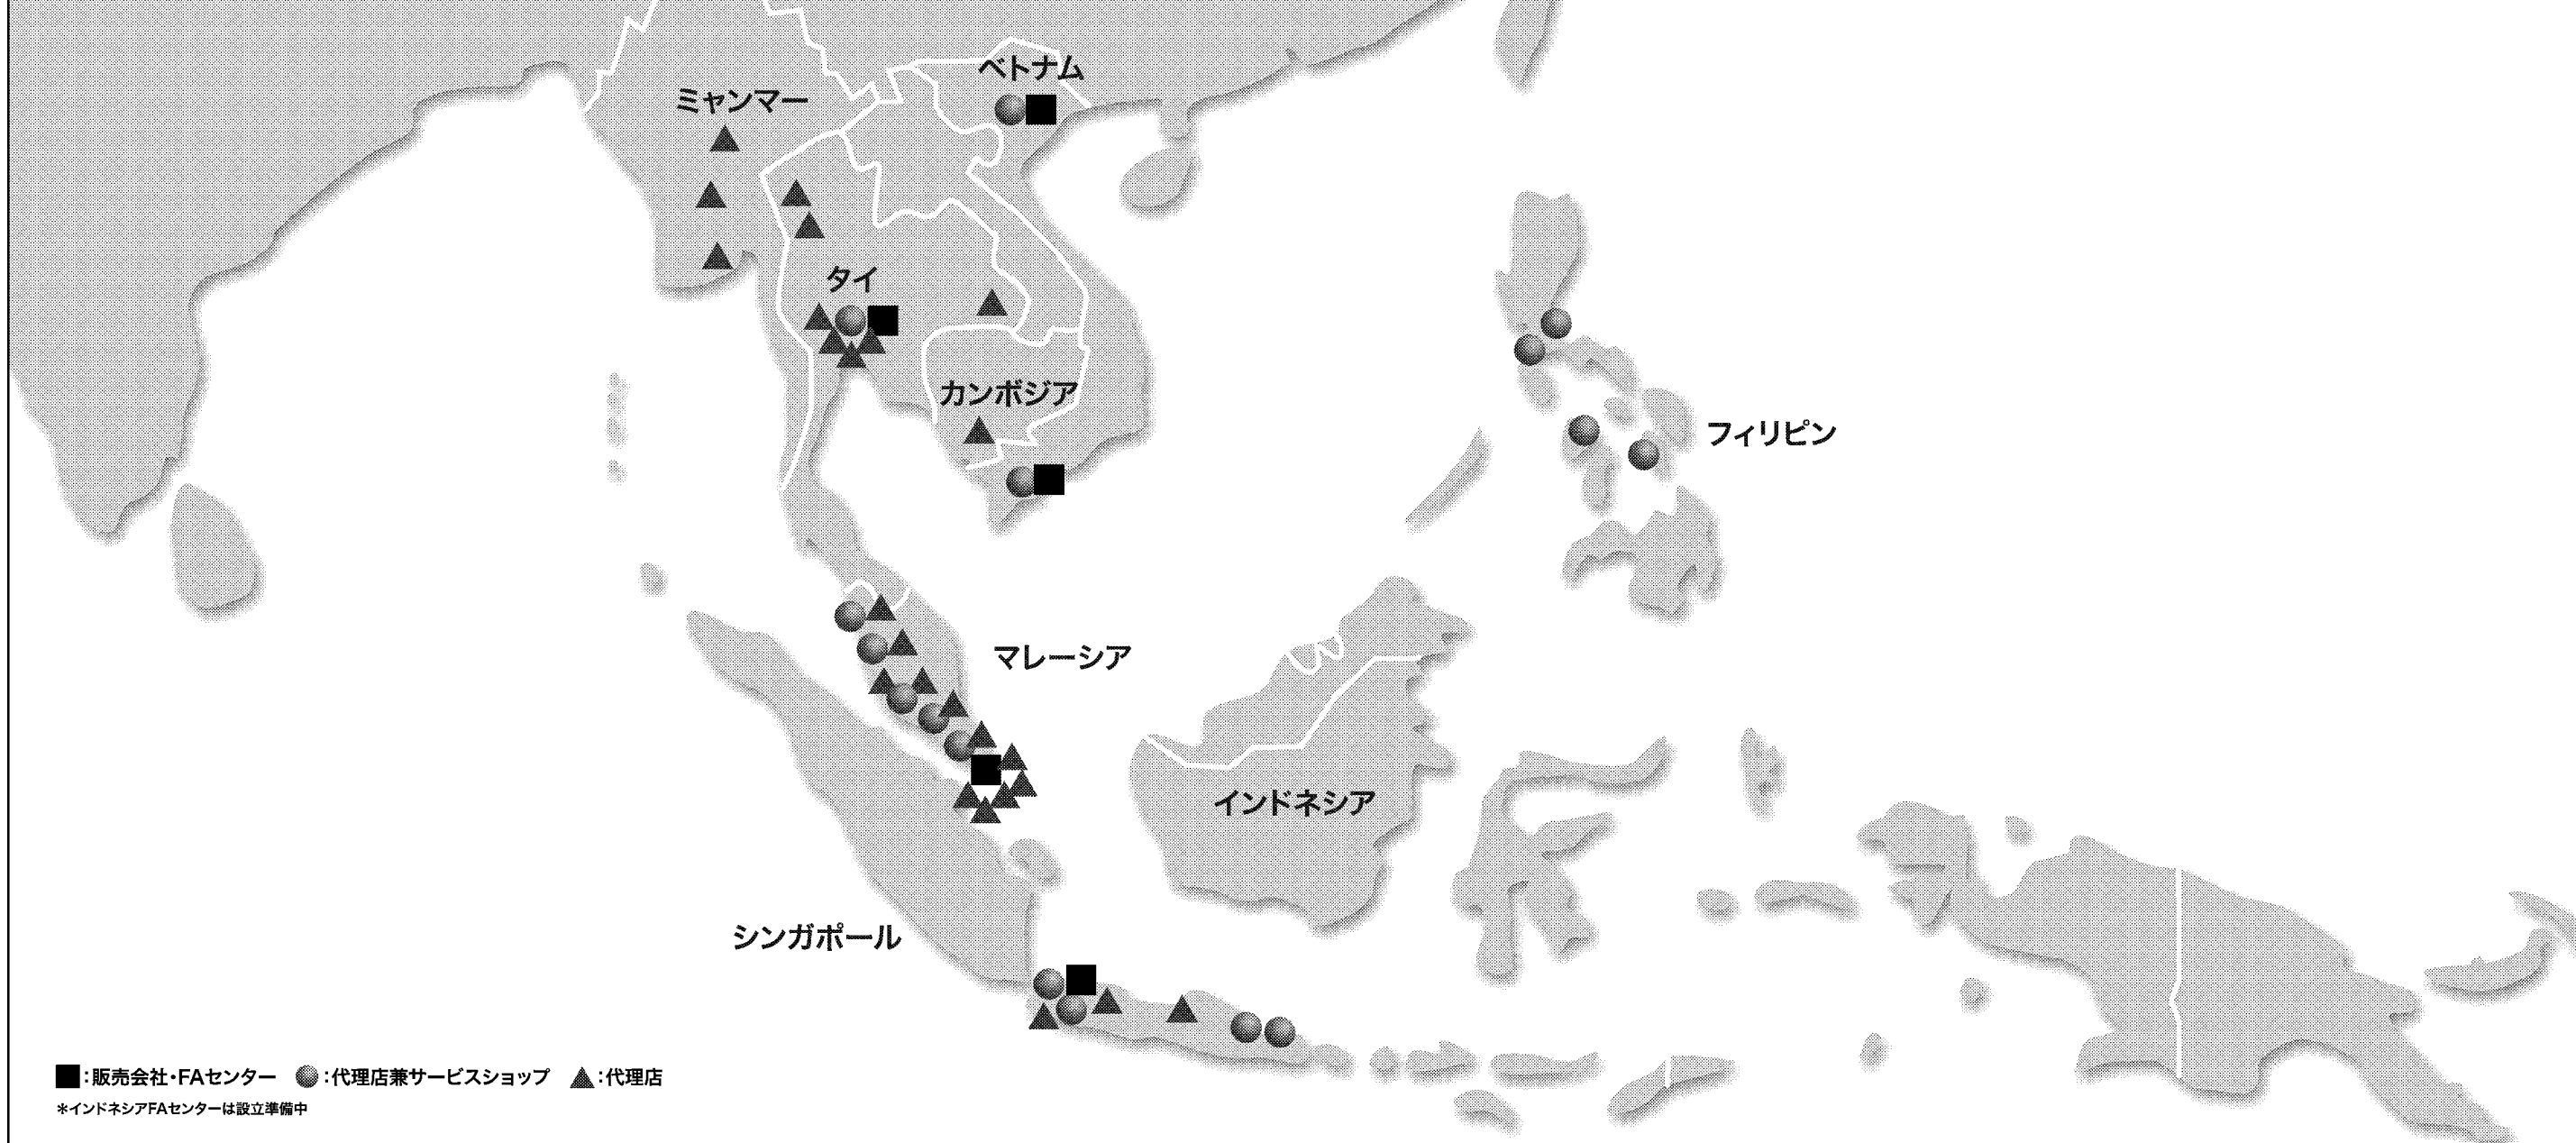 ベトナム
ミャンマー
タイ
カンボジア
フィリピン
マレーシア
インドネシア
シンガポール
■:販売会社・FAセンター ●:代理店兼サービスショップ ▲:代理店
＊インドネシアFAセンターは設立準備中